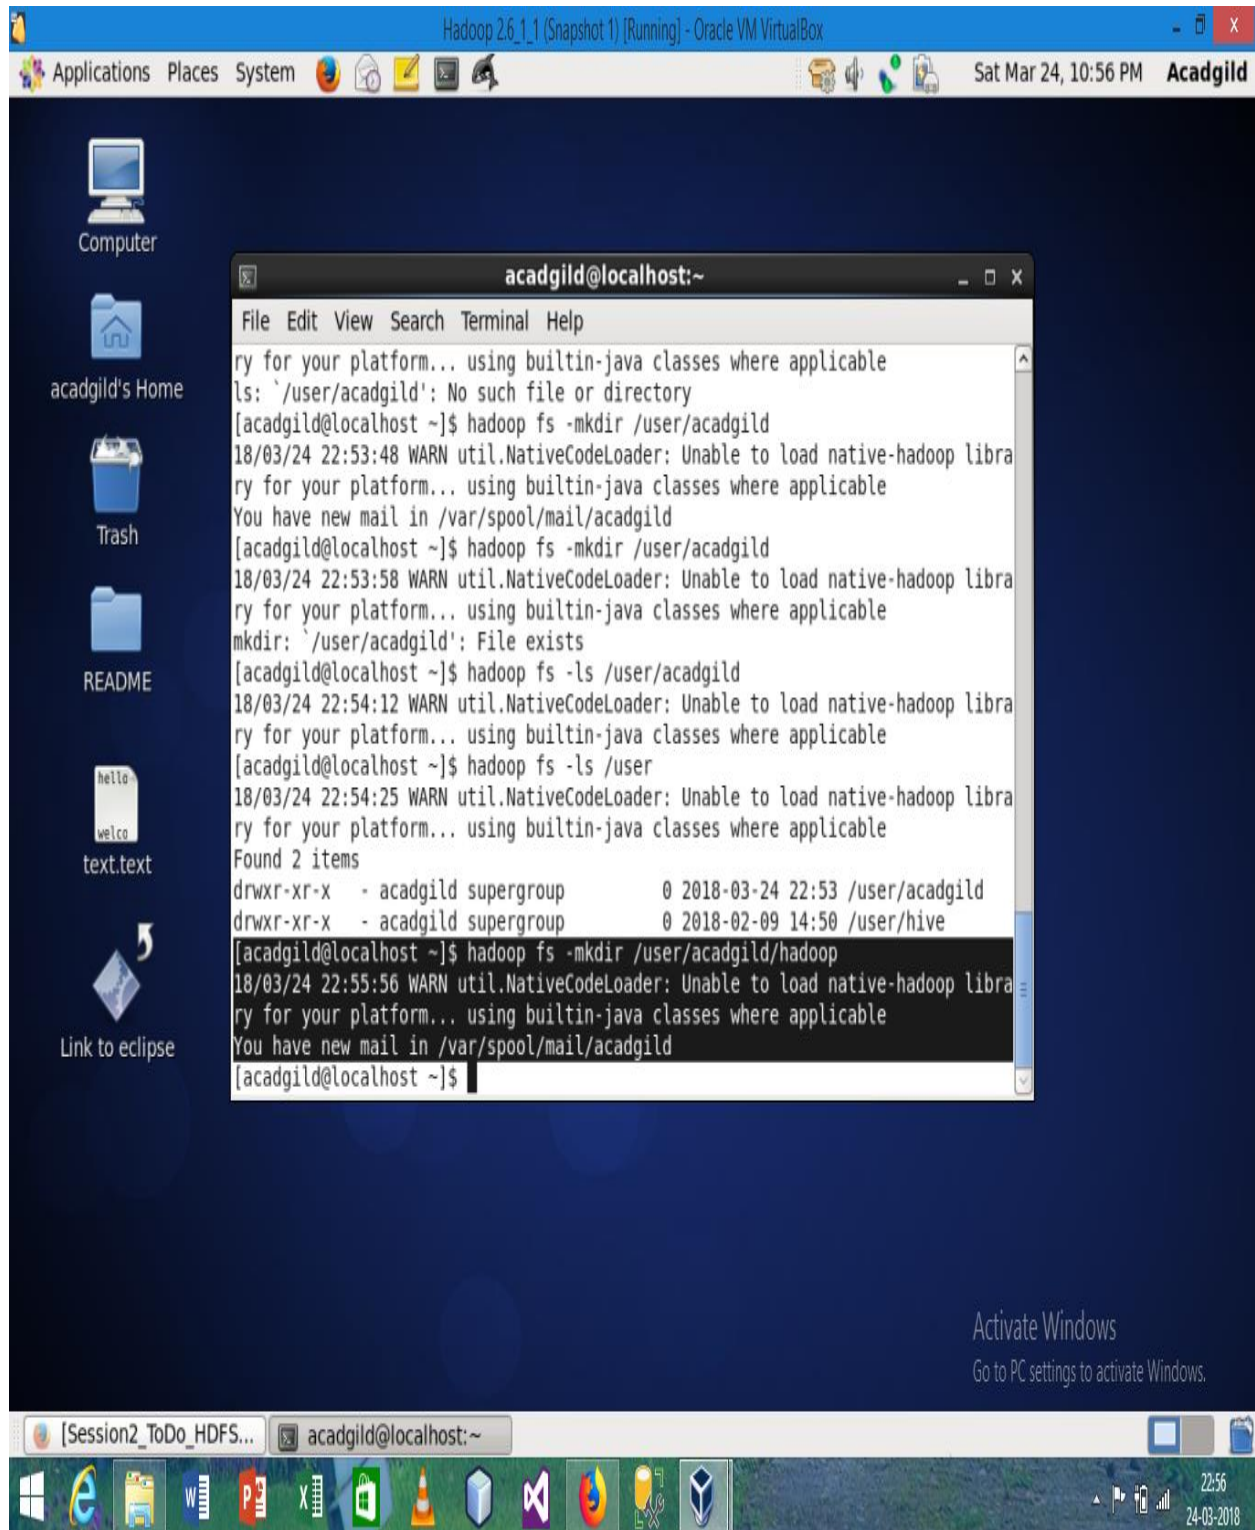 Hadoop 2.6_1_1 (Snapshot 1) [Running] - Oracle VM VirtualBox
Applications Places System Sat Mar 24, 10:56 PM Acadgild
Computer
acadgild's Home
Trash
README
hello
welco
text.text
Link to eclipse
acadgild@localhost:~
File Edit View Search Terminal Help
ry for your platform... using builtin-java classes where applicable
ls: `/user/acadgild': No such file or directory
[acadgild@localhost ~]$ hadoop fs -mkdir /user/acadgild
18/03/24 22:53:48 WARN util.NativeCodeLoader: Unable to load native-hadoop libra
ry for your platform... using builtin-java classes where applicable
You have new mail in /var/spool/mail/acadgild
[acadgild@localhost ~]$ hadoop fs -mkdir /user/acadgild
18/03/24 22:53:58 WARN util.NativeCodeLoader: Unable to load native-hadoop libra
ry for your platform... using builtin-java classes where applicable
mkdir: `/user/acadgild': File exists
[acadgild@localhost ~]$ hadoop fs -ls /user/acadgild
18/03/24 22:54:12 WARN util.NativeCodeLoader: Unable to load native-hadoop libra
ry for your platform... using builtin-java classes where applicable
[acadgild@localhost ~]$ hadoop fs -ls /user
18/03/24 22:54:25 WARN util.NativeCodeLoader: Unable to load native-hadoop libra
ry for your platform... using builtin-java classes where applicable
Found 2 items
drwxr-xr-x   - acadgild supergroup          0 2018-03-24 22:53 /user/acadgild
drwxr-xr-x   - acadgild supergroup          0 2018-02-09 14:50 /user/hive
[acadgild@localhost ~]$ hadoop fs -mkdir /user/acadgild/hadoop
18/03/24 22:55:56 WARN util.NativeCodeLoader: Unable to load native-hadoop libra
ry for your platform... using builtin-java classes where applicable
You have new mail in /var/spool/mail/acadgild
[acadgild@localhost ~]$
Activate Windows
Go to PC settings to activate Windows.
[Session2_ToDo_HDFS... acadgild@localhost:~
22:56
24-03-2018